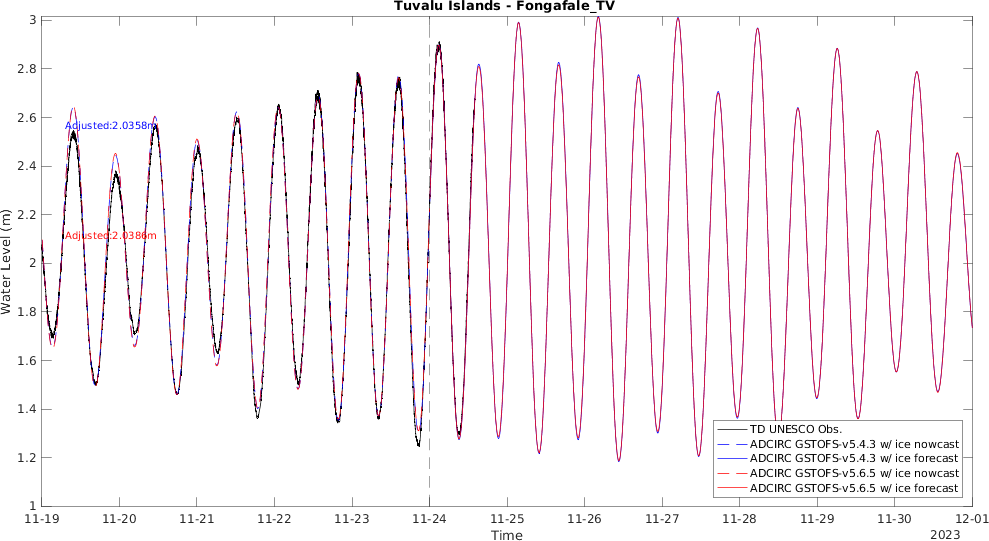 Tuvalu Islands - Fongafale_TV
3
2.8
2.6
2.4
2.2
2
1.8
1.6
1.4
1.2
1
Water Level (m)
Adjusted:2.0358m
Adjusted:2.0386m
TD UNESCO Obs.
ADCIRC GSTOFS-v5.4.3 w/ ice nowcast
ADCIRC GSTOFS-v5.4.3 w/ ice forecast
ADCIRC GSTOFS-v5.6.5 w/ ice nowcast
ADCIRC GSTOFS-v5.6.5 w/ ice forecast
11-19 11-20 11-21 11-22 11-23 11-24 11-25 11-26 11-27 11-28 11-29 11-30 12-01
Time
2023